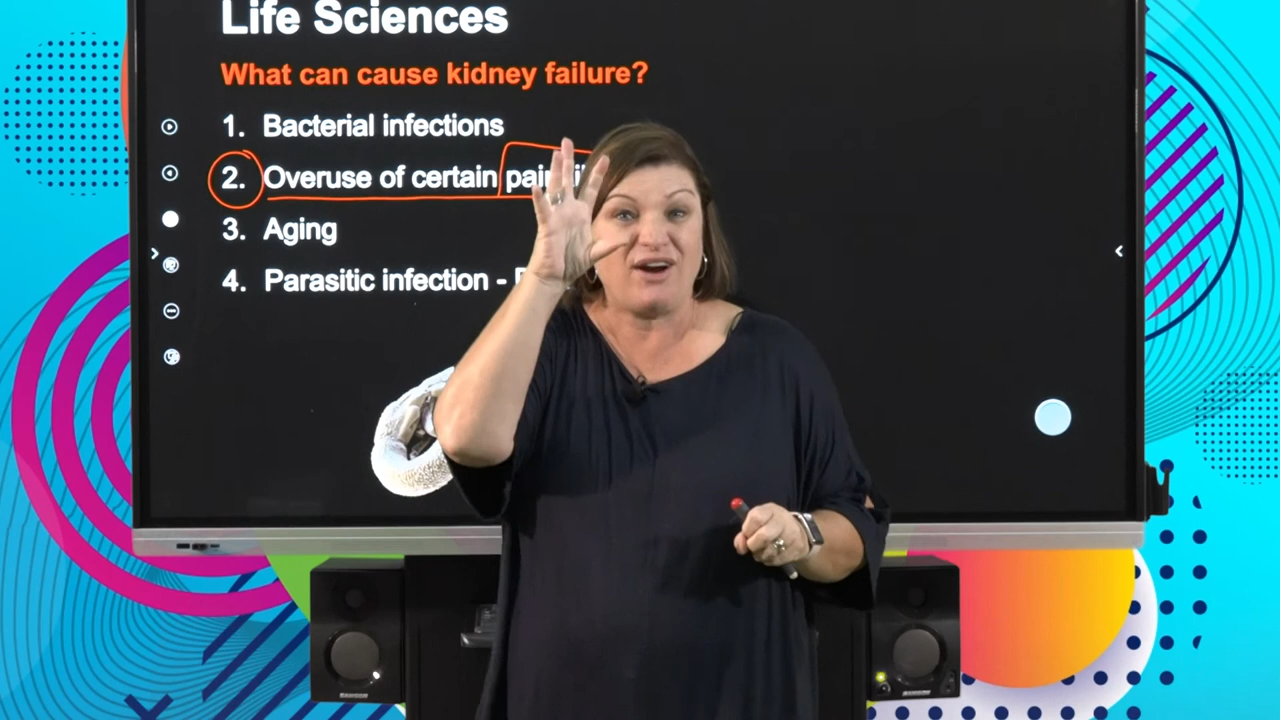 Life Sciences
What can cause kidney failure?
1. Bacterial infections
2. Overuse of certain
3. Aging
4. Parasitic infection -